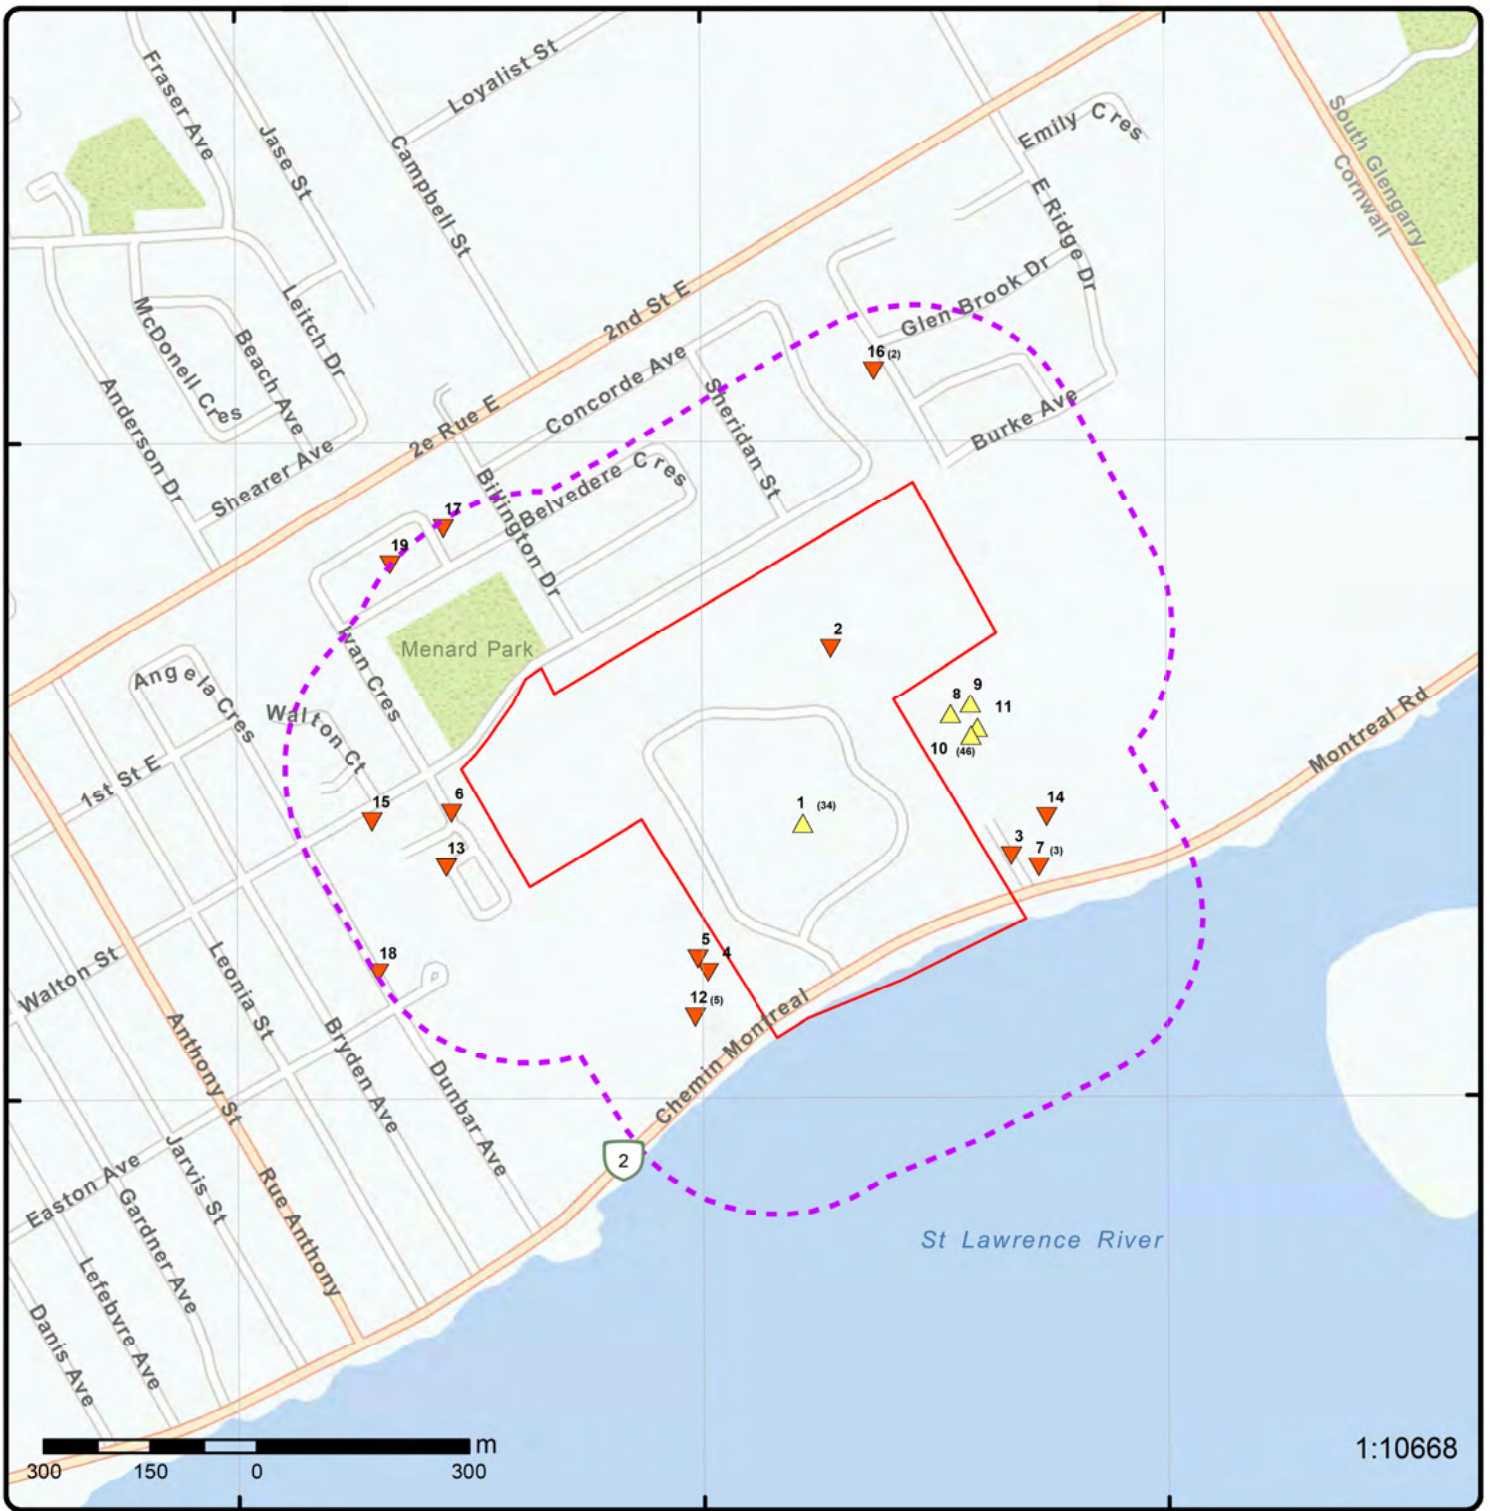 Fraser Ave
Jase St
Loyalist St
Campbell St
Emily Cres
South Glengarry
Cornwall
E Ridge Dr
Glen Brook Dr
2nd St E
McDonell Cres
Leitch Dr
Beach Ave
Anderson Dr
Shearer Ave
2e Rue E
Concorde Ave
16 (2)
Sheridan St
Burke Ave
Belvedere Cres
Billington Dr
17
19
Menard Park
2
Ivan Cres
Angela Cres
Walton Ct
1st St E
8
9
11
10 (46)
Montreal Rd
15
6
1 (34)
14
13
3
7 (3)
18
5
4
12 (5)
Walton St
Leonia St
Chemin Montreal
Anthony St
Bryden Ave
Dunbar Ave
2
Easton Ave
Jarvis St
Gardner Ave
Rue Anthony
St Lawrence River
Lefebvre Ave
Danis Ave
m
300 150 0 300
1:10668